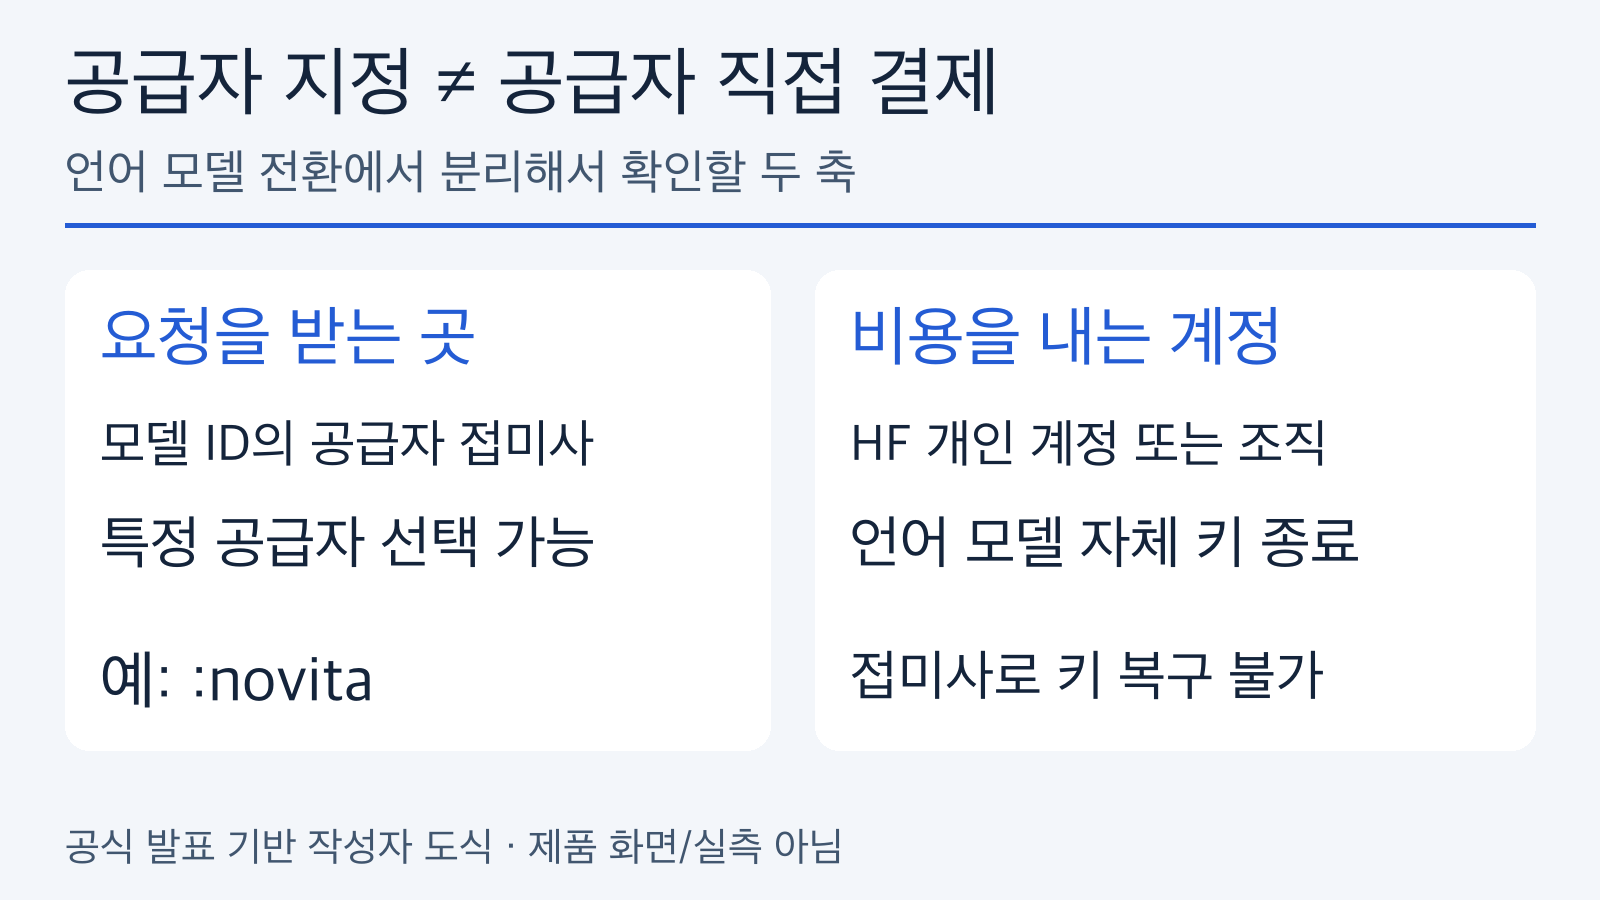 공급자 지정 ≠ 공급자 직접 결제
언어 모델 전환에서 분리해서 확인할 두 축
요청을 받는 곳
모델 ID의 공급자 접미사
특정 공급자 선택 가능
예: :novita
비용을 내는 계정
HF 개인 계정 또는 조직
언어 모델 자체 키 종료
접미사로 키 복구 불가
공식 발표 기반 작성자 도식 · 제품 화면/실측 아님